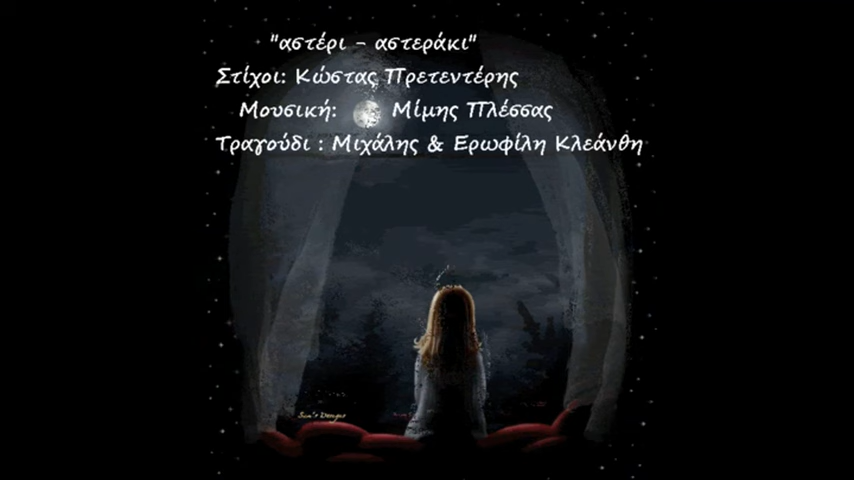 "αστέρι - αστεράκι"
Στίχοι: Κώστας Πρετεντέρης
Μουσική: Μίμης Πλέσσας
Τραγούδι : Μιχάλης & Ερωφίλη Κλεάνθη